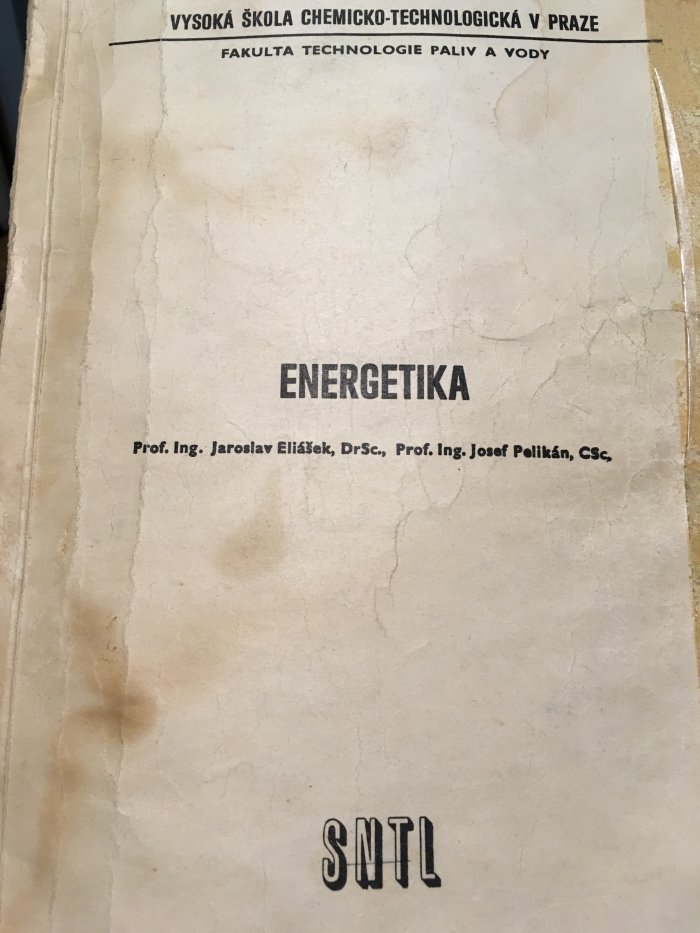 VYSOKÁ ŠKOLA CHEMICKO-TECHNOLOGICKÁ V PRAZE
FAKULTA TECHNOLOGIE PALIV A VODY
ENERGETIKA
Prof. Ing. Jaroslav Eliášek, DrSc., Prof. Ing. Josef Pelikán, CSc,
SNTL